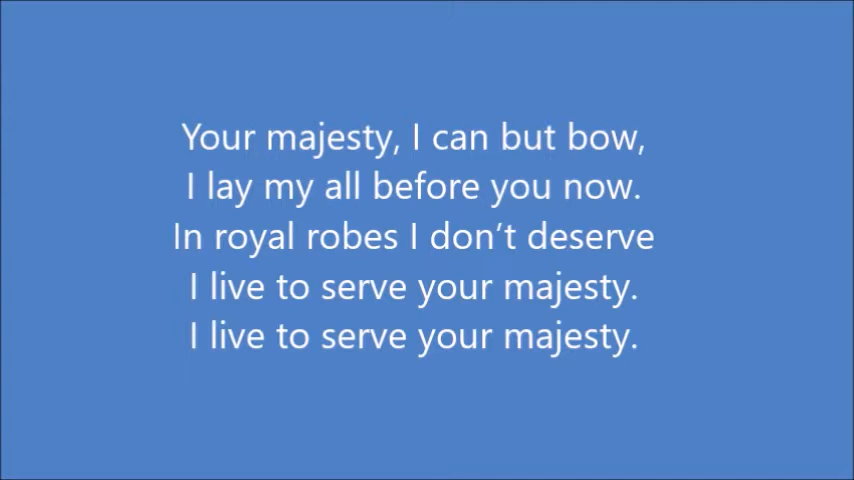 Your majesty, I can but bow,
I lay my all before you now.
In royal robes I don’t deserve
I live to serve your majesty.
I live to serve your majesty.